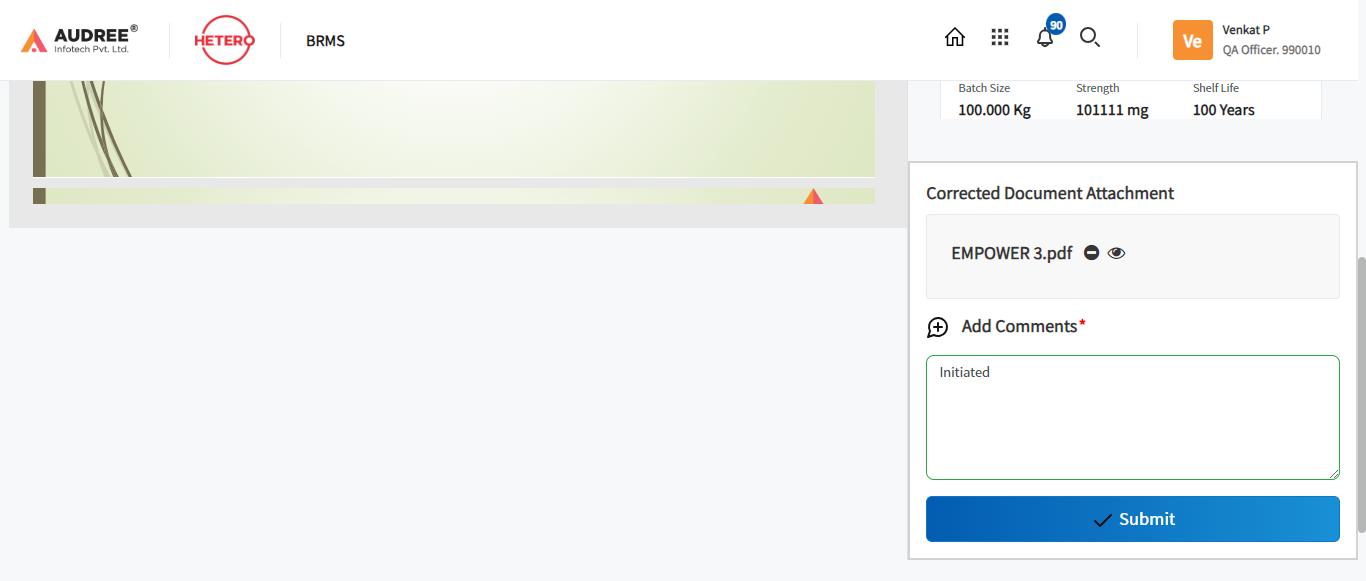 AUDREE®
Infotech Pvt. Ltd.
HETERO
BRMS
90
Ve
Venkat P
QA Officer. 990010
Batch Size
Strength
Shelf Life
100.000 Kg
101111 mg
100 Years
Corrected Document Attachment
EMPOWER 3.pdf
Add Comments*
Initiated
Submit